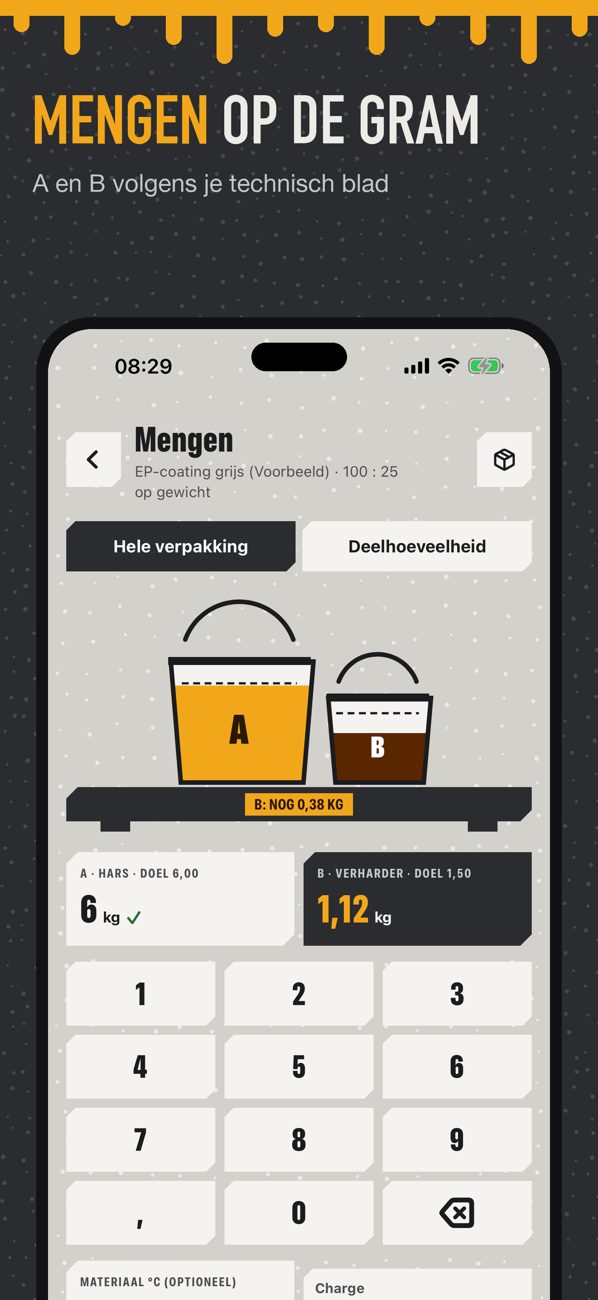 MENGEN OP DE GRAM
A en B volgens je technisch blad
08:29
Mengen
EP-coating grijs (Voorbeeld) · 100 : 25
op gewicht
Hele verpakking
Deelhoeveelheid
A
B
B: NOG 0,38 KG
A · HARS · DOEL 6,00
6 kg ✓
B · VERHARDER · DOEL 1,50
1,12 kg
1
2
3
4
5
6
7
8
9
,
0
MATERIAAL °C (OPTIONEEL)
Charge